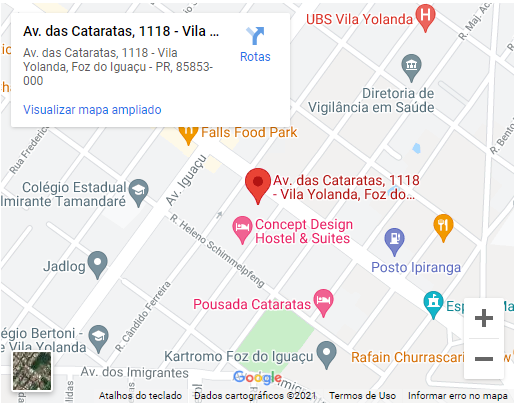 Av. das Cataratas, 1118 - Vila ...
Av. das Cataratas, 1118 - Vila
Yolanda, Foz do Iguaçu - PR, 85853-
000
Visualizar mapa ampliado
Rotas
UBS Vila Yolanda
H
R. Maj. Ac
Diretoria de
Vigilância em Saúde
R. Bento
Rua Frederic
Falls Food Park
Av. Iguaçu
Colégio Estadual
lmirante Tamandaré
Av. das Cataratas, 1118
- Vila Yolanda, Foz do...
Concept Design
Hostel & Suites
R. Heleno Schimmelpfeng
Posto Ipiranga
Jadlog
R. Cândido Ferreira
Pousada Cataratas
Esp
égio Bertoni -
de Vila Yolanda
Av. dos Imigrantes
Kartromo Foz do Iguaçu
Rafain Churrascar
w
migrantes
Google
Atalhos do teclado
Dados cartográficos ©2021
Termos de Uso
Informar erro no mapa